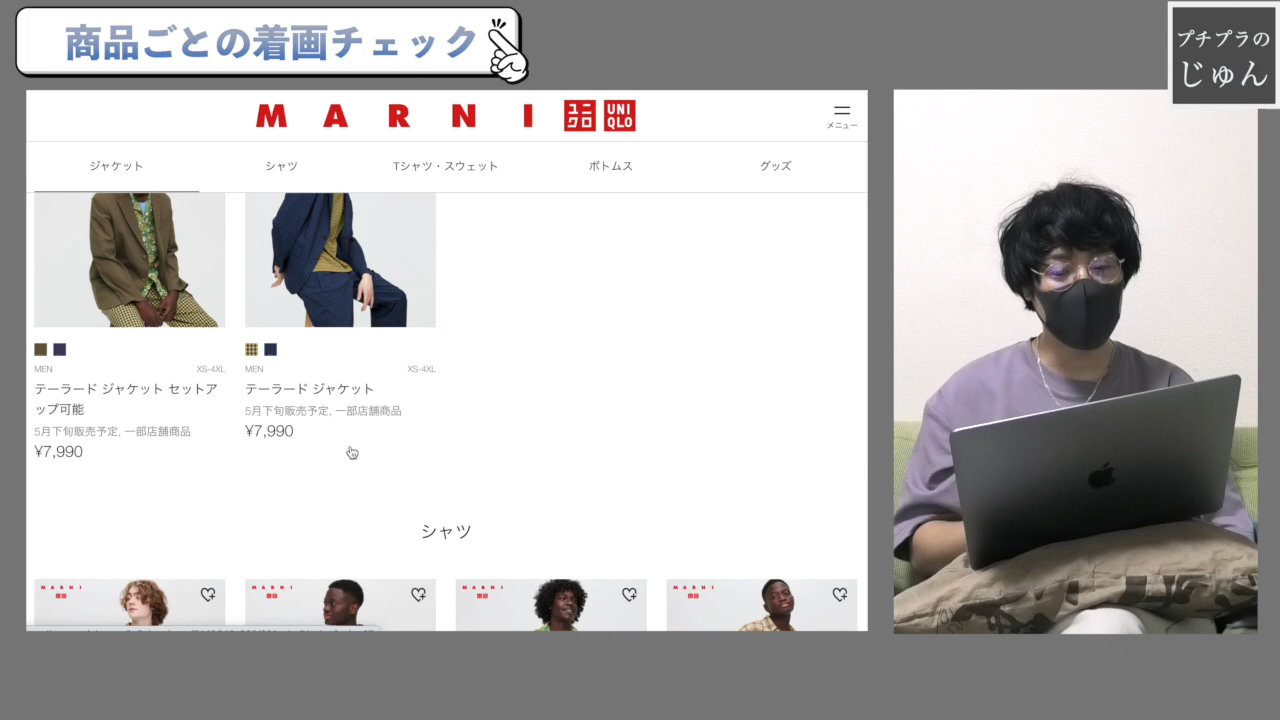 商品ごとの着画チェック
プチプラの
じゅん
MARNI
ユニ
クロ
UNI
QLO
メニュー
ジャケット
シャツ
Tシャツ・スウェット
ボトムス
グッズ
MEN
XS-4XL
テーラード ジャケット セットア
ップ可能
5月下旬販売予定, 一部店舗商品
¥7,990
MEN
XS-4XL
テーラード ジャケット
5月下旬販売予定, 一部店舗商品
¥7,990
シャツ
MARNI
MARNI
MARNI
MARNI